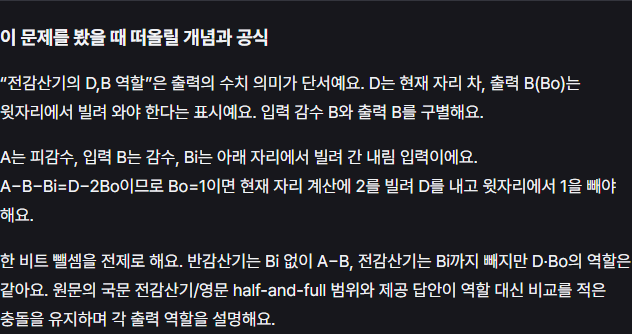 이 문제를 봤을 때 떠올릴 개념과 공식
“전감산기의 D,B 역할”은 출력의 수치 의미가 단서예요. D는 현재 자리 차, 출력 B(Bo)는
윗자리에서 빌려 와야 한다는 표시예요. 입력 감수 B와 출력 B를 구별해요.
A는 피감수, 입력 B는 감수, Bi는 아래 자리에서 빌려 간 내림 입력이에요.
A−B−Bi=D−2Bo이므로 Bo=1이면 현재 자리 계산에 2를 빌려 D를 내고 윗자리에서 1을 빼야
해요.
한 비트 뺄셈을 전제로 해요. 반감산기는 Bi 없이 A−B, 전감산기는 Bi까지 빼지만 D·Bo의 역할은
같아요. 원문의 국문 전감산기/영문 half-and-full 범위와 제공 답안이 역할 대신 비교를 적은
충돌을 유지하며 각 출력 역할을 설명해요.